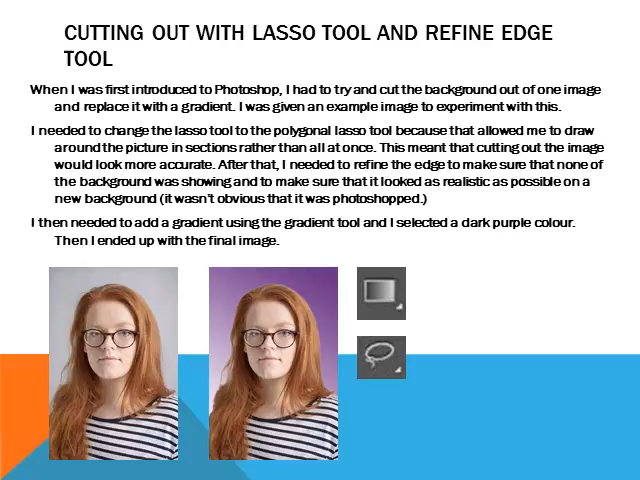 CUTTING OUT WITH LASSO TOOL AND REFINE EDGE
TOOL
When I was first introduced to Photoshop, I had to try and cut the background out of one image
and replace it with a gradient. I was given an example image to experiment with this.
I needed to change the lasso tool to the polygonal lasso tool because that allowed me to draw
around the picture in sections rather than all at once. This meant that cutting out the image
would look more accurate. After that, I needed to refine the edge to make sure that none of
the background was showing and to make sure that it looked as realistic as possible on a
new background (it wasn't obvious that it was photoshopped.)
I then needed to add a gradient using the gradient tool and I selected a dark purple colour.
Then I ended up with the final image.